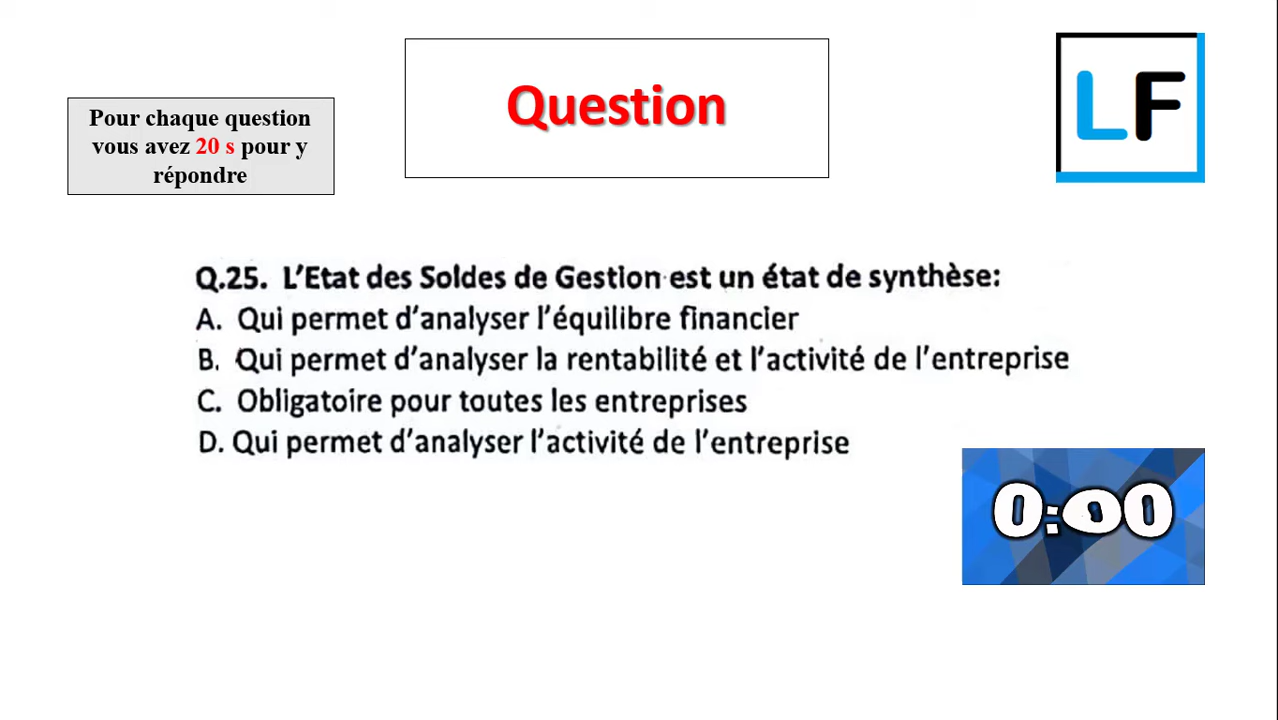 Question
LF
Pour chaque question
vous avez 20 s pour y
répondre
Q.25. L'Etat des Soldes de Gestion est un état de synthèse:
A. Qui permet d'analyser l'équilibre financier
B. Qui permet d'analyser la rentabilité et l'activité de l'entreprise
C. Obligatoire pour toutes les entreprises
D. Qui permet d'analyser l'activité de l'entreprise
0:00